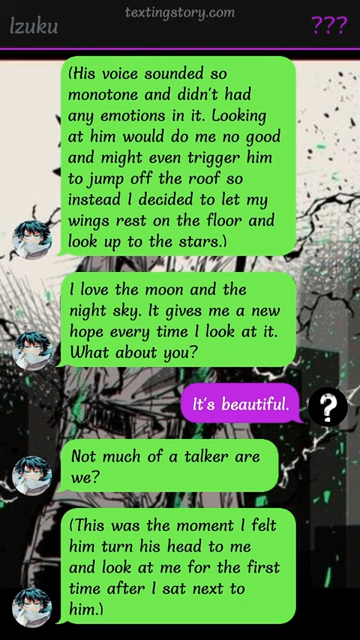 textingstory.com
Izuku
???
(His voice sounded so
monotone and didn't had
any emotions in it. Looking
at him would do me no good
and might even trigger him
to jump off the roof so
instead I decided to let my
wings rest on the floor and
look up to the stars.)
I love the moon and the
night sky. It gives me a new
hope every time I look at it.
What about you?
It's beautiful.
?
Not much of a talker are
we?
(This was the moment I felt
him turn his head to me
and look at me for the first
time after I sat next to
him.)